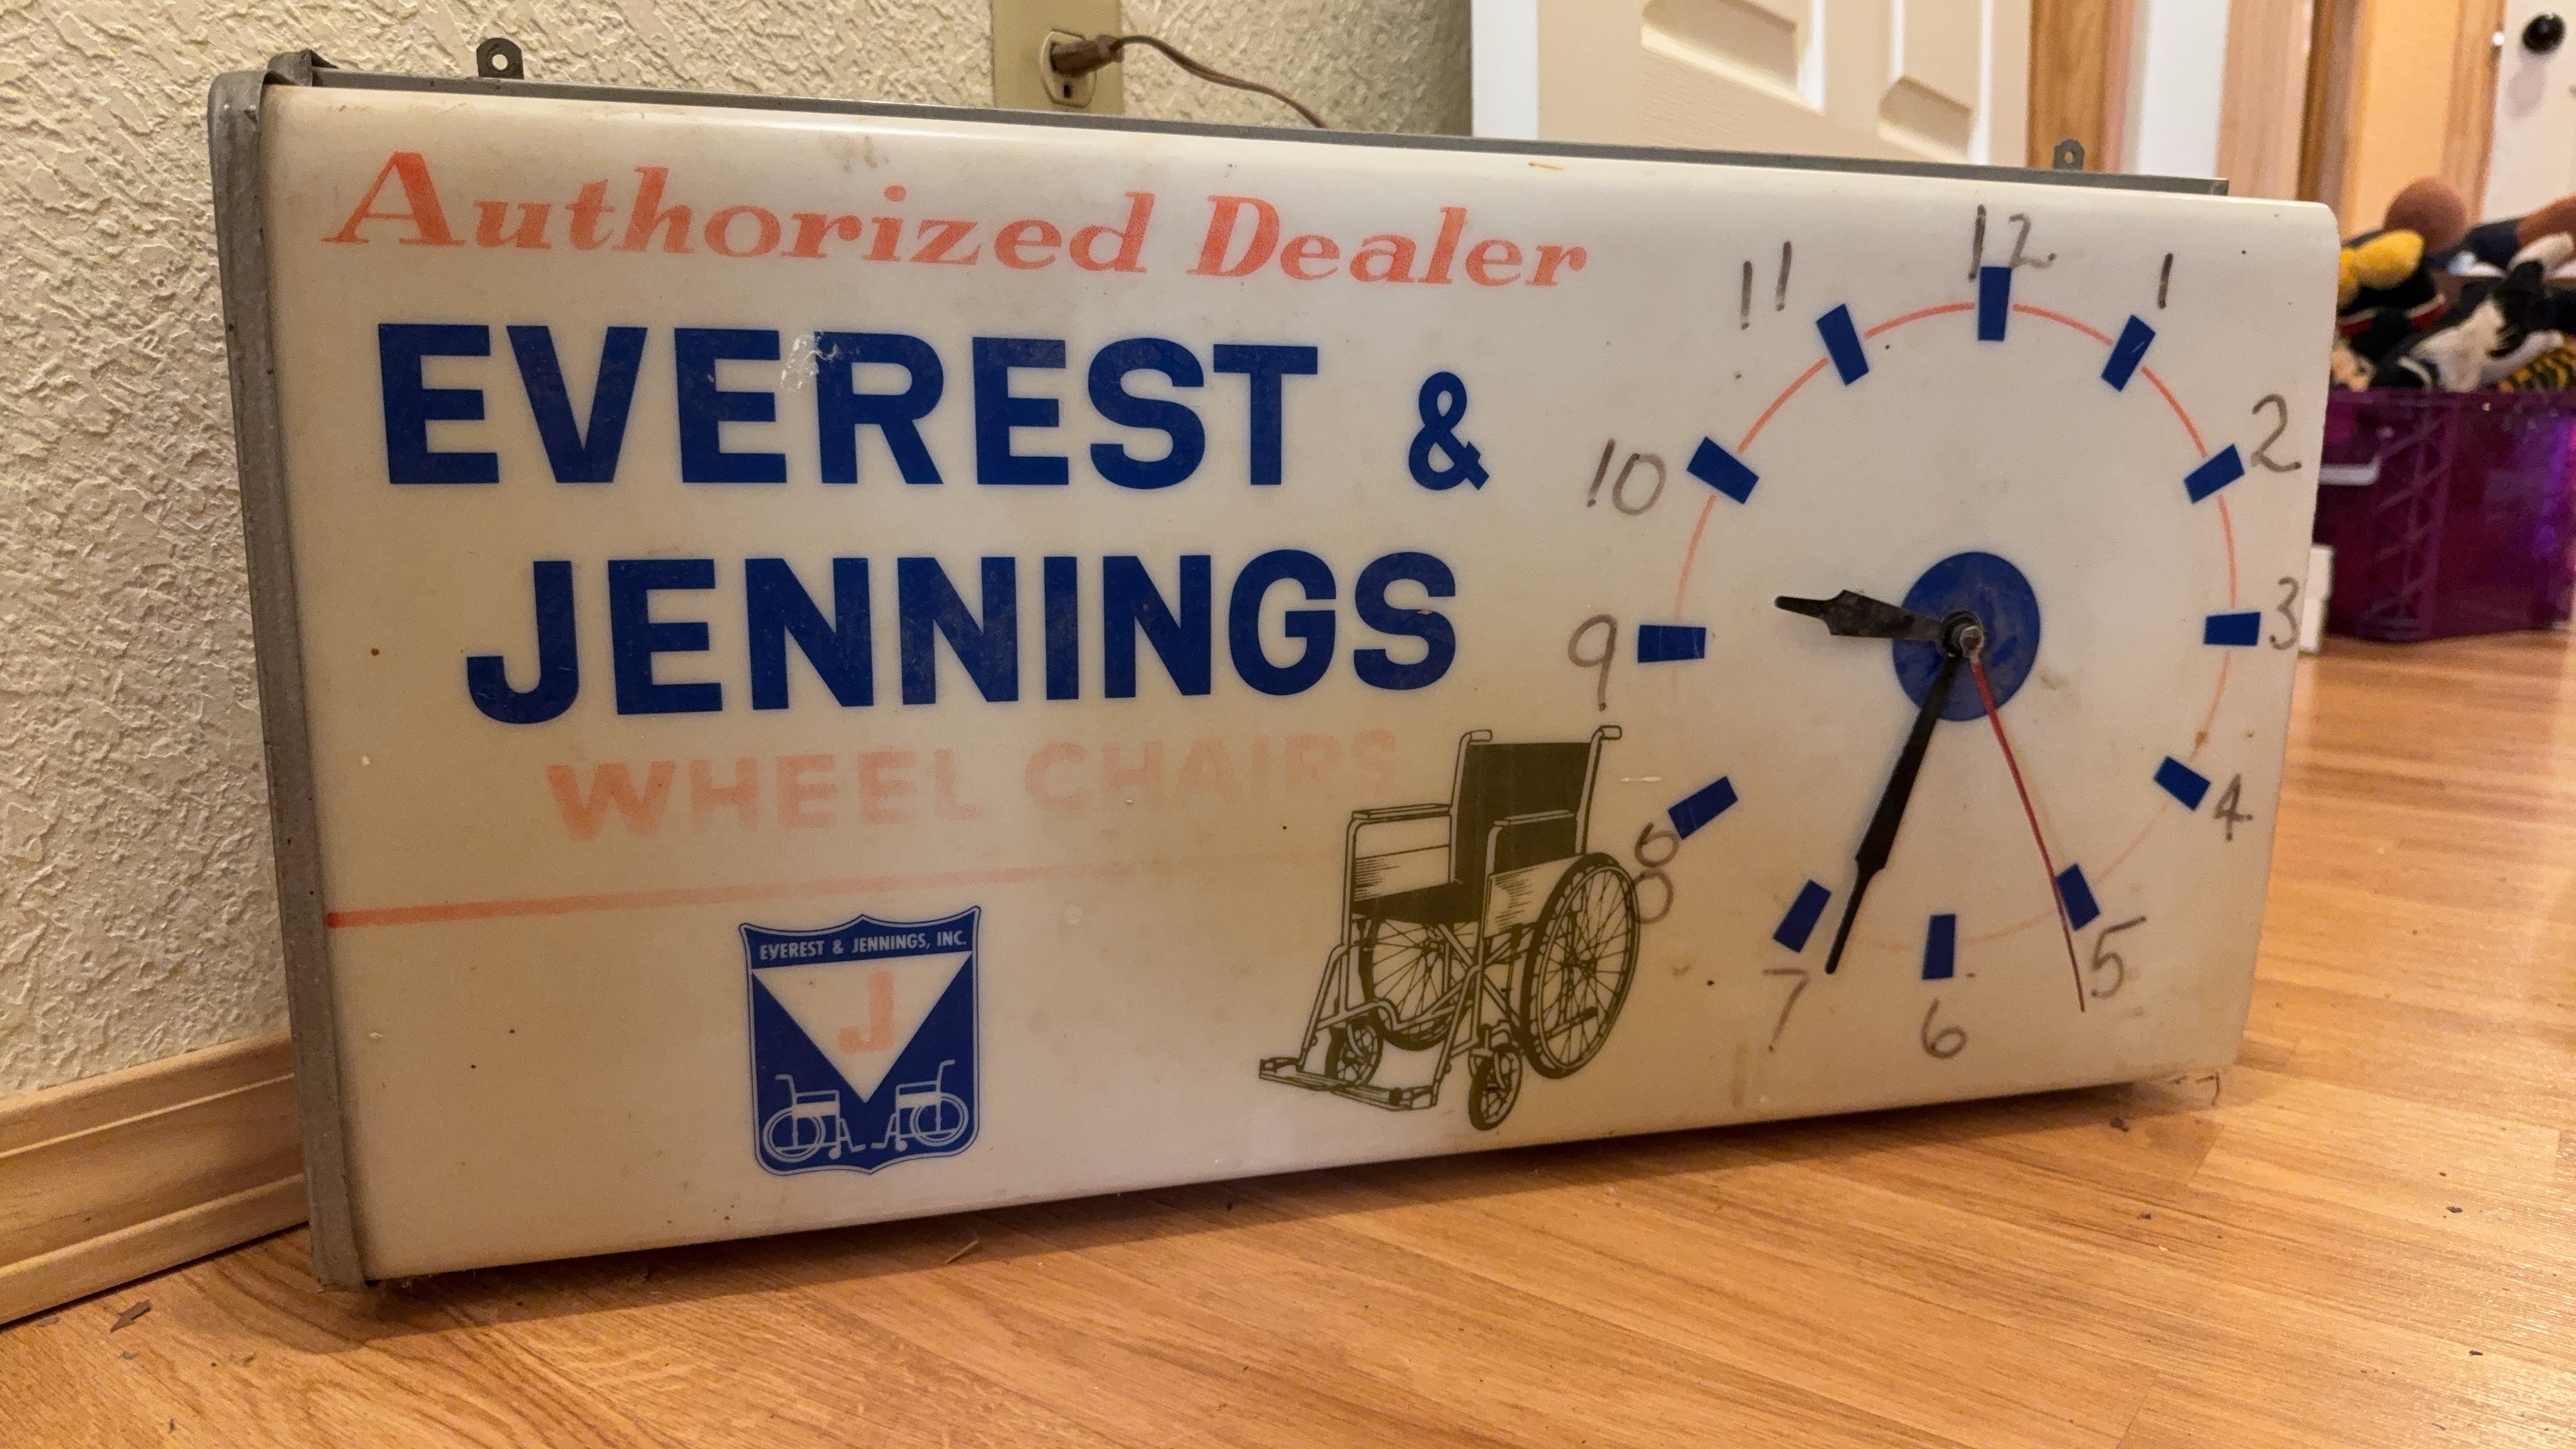 Authorized Dealer
EVEREST &
JENNINGS
WHEEL CHAIRS
EVEREST & JENNINGS, INC.
J
12
1
2
3
4
5
6
7
8
9
10
11